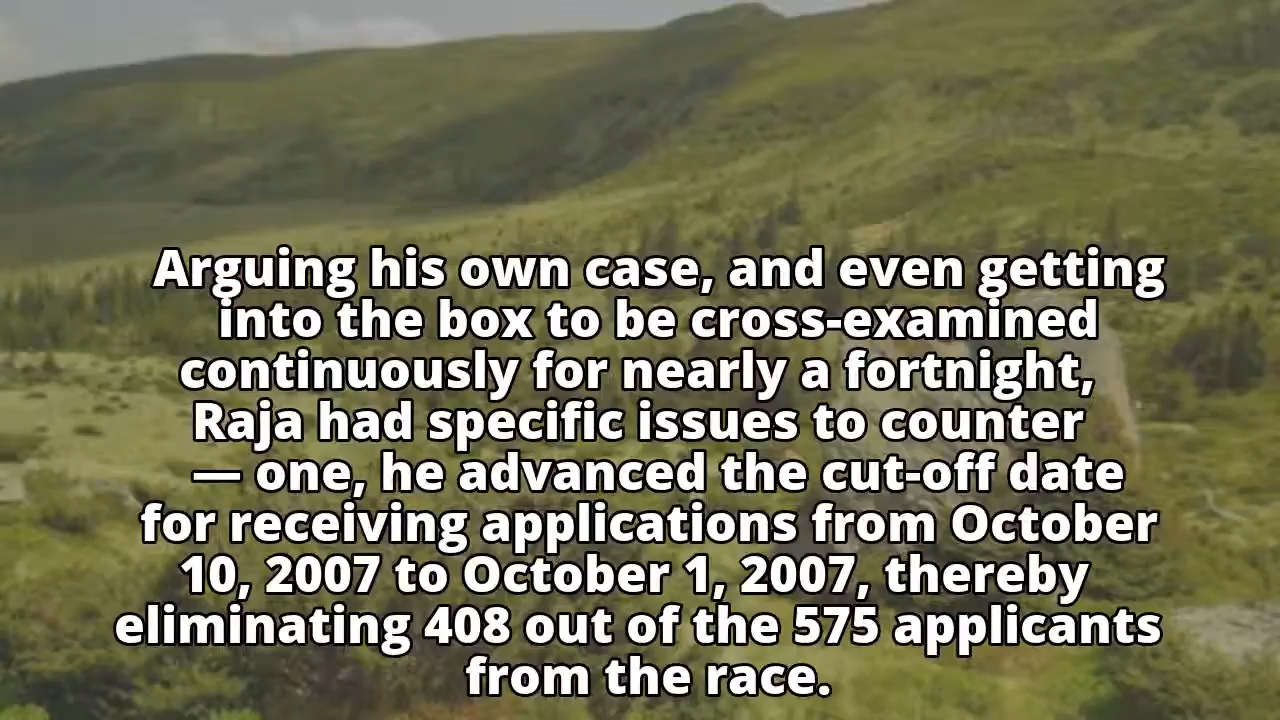 Arguing his own case, and even getting
into the box to be cross-examined
continuously for nearly a fortnight,
Raja had specific issues to counter
— one, he advanced the cut-off date
for receiving applications from October
10, 2007 to October 1, 2007, thereby
eliminating 408 out of the 575 applicants
from the race.